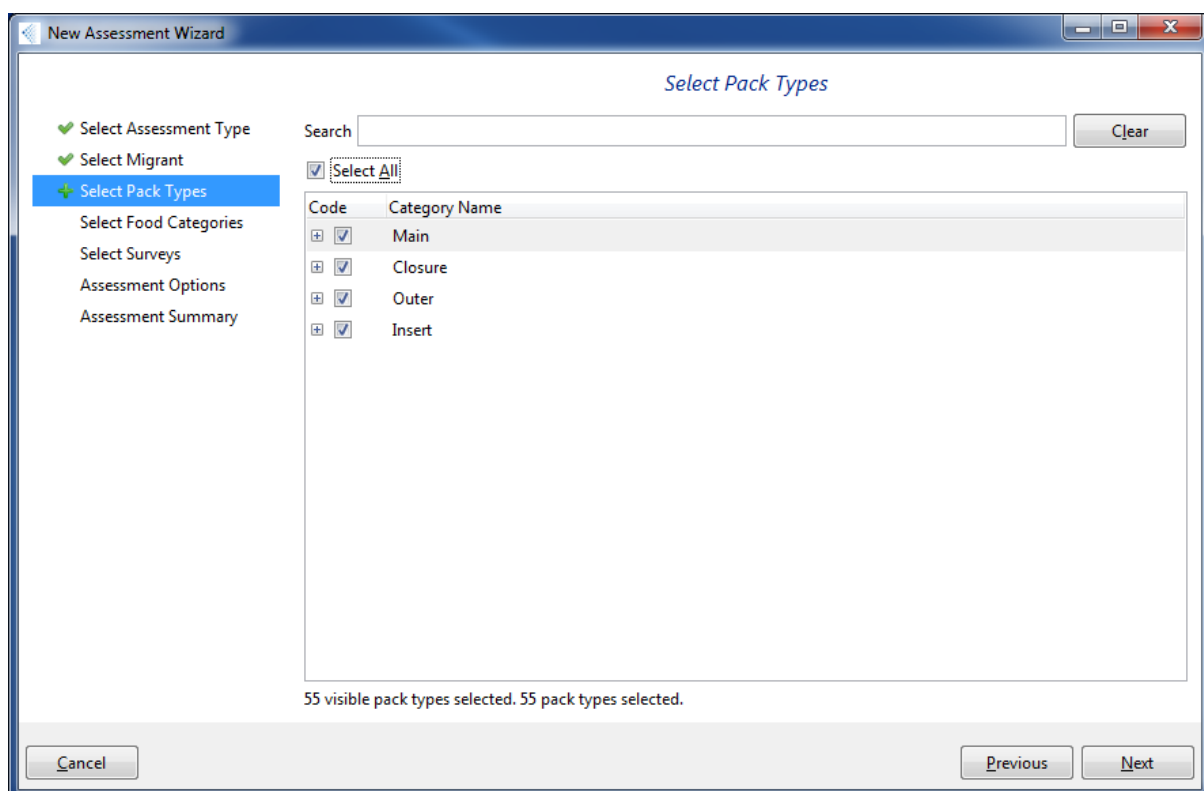 New Assessment Wizard
Select Pack Types
Select Assessment Type
Select Migrant
Select Pack Types
Select Food Categories
Select Surveys
Assessment Options
Assessment Summary
Search Clear
Select All
Code Category Name
Main
Closure
Outer
Insert
55 visible pack types selected. 55 pack types selected.
Cancel Previous Next